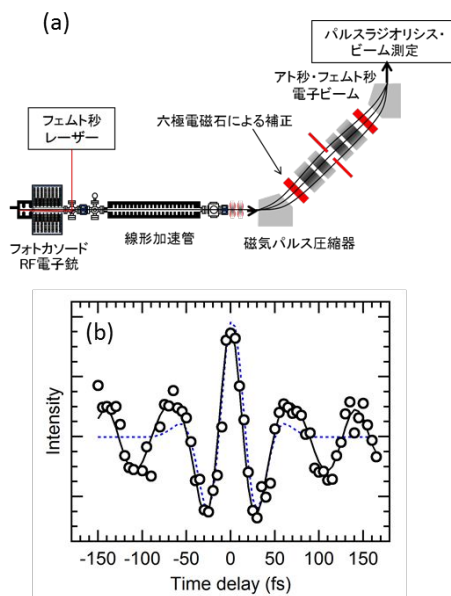 (a)
パルスラジオリシス・
ビーム測定
アト秒・フェムト秒
電子ビーム
フェムト秒
レーザー
六極電磁石による補正
線形加速管
磁気パルス圧縮器
フォトカソード
RF電子銃
(b)
Intensity
-150 -100 -50 0 50 100 150
Time delay (fs)